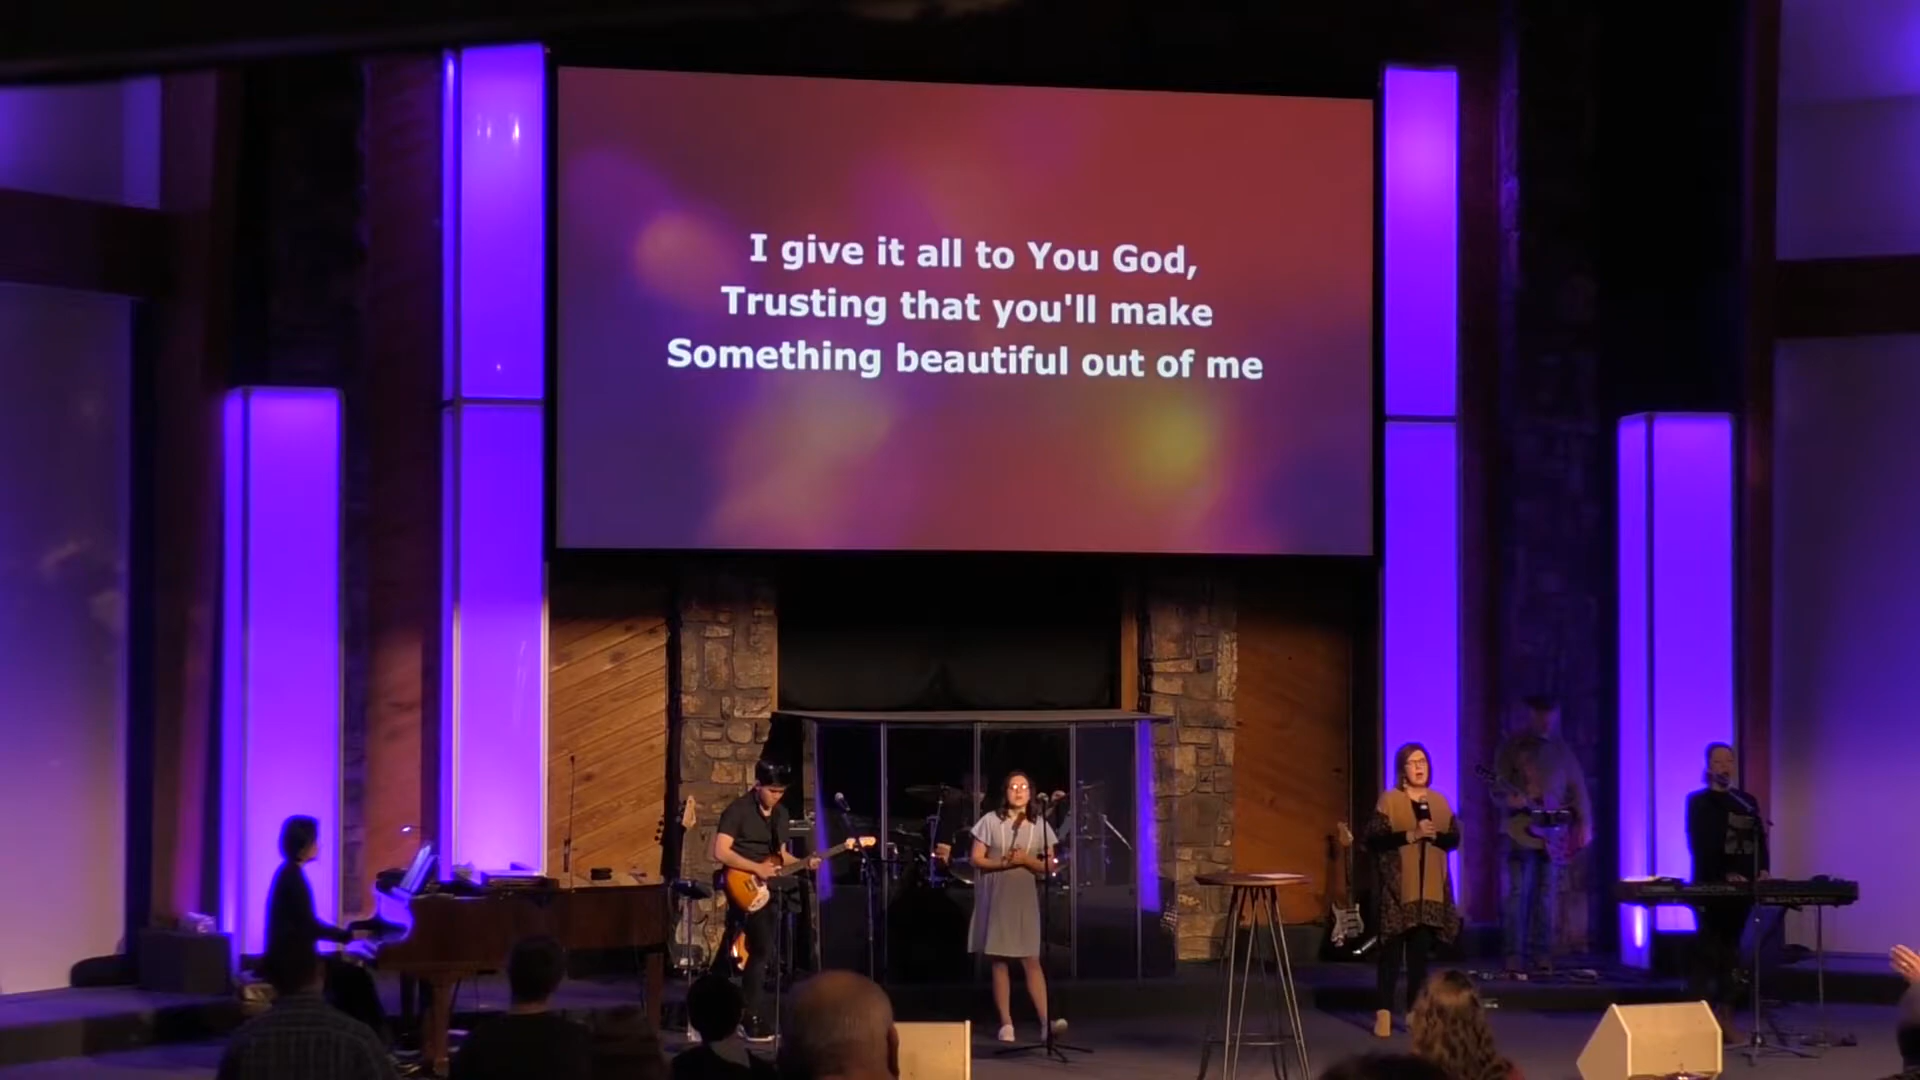 I give it all to You God,
Trusting that you'll make
Something beautiful out of me